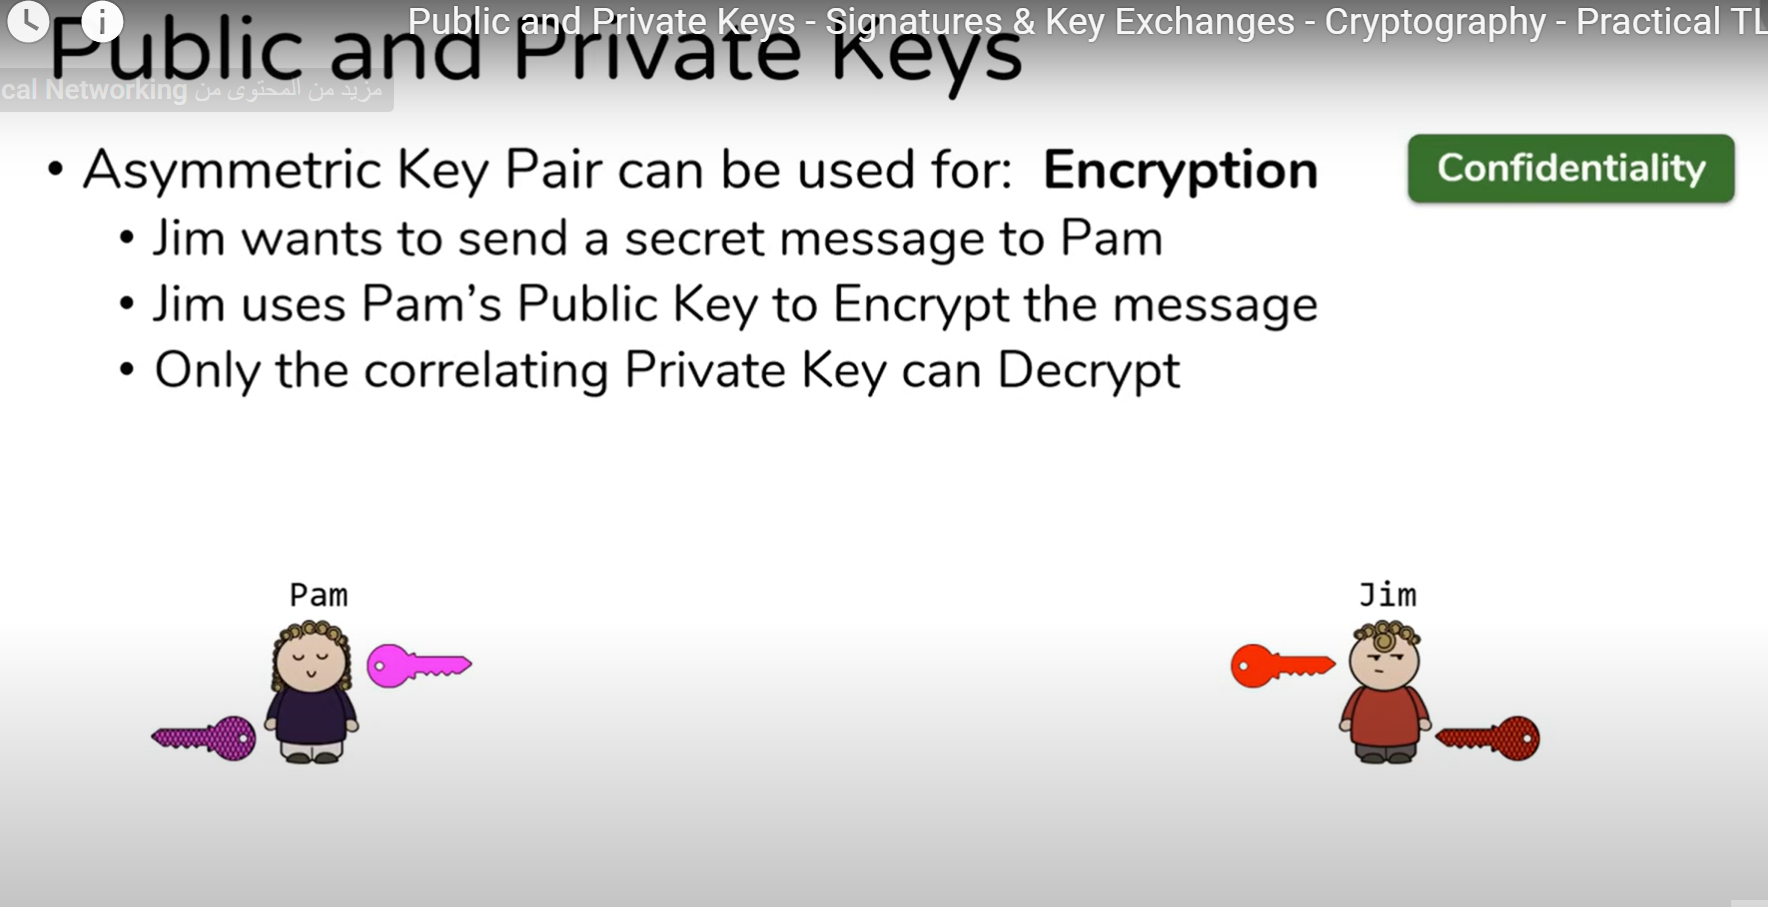 Public and Private Keys - Signatures & Key Exchanges - Cryptography - Practical TL
Public and Private Keys
مزيد من المحتوى من cal Networking
• Asymmetric Key Pair can be used for: Encryption
Confidentiality
• Jim wants to send a secret message to Pam
• Jim uses Pam’s Public Key to Encrypt the message
• Only the correlating Private Key can Decrypt
Pam
Jim